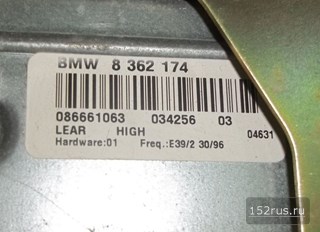 BMW 8 362 174
086661063 034256 03
LEAR HIGH 04631
Hardware:01 Freq.:E39/2 30/96
152rus.ru